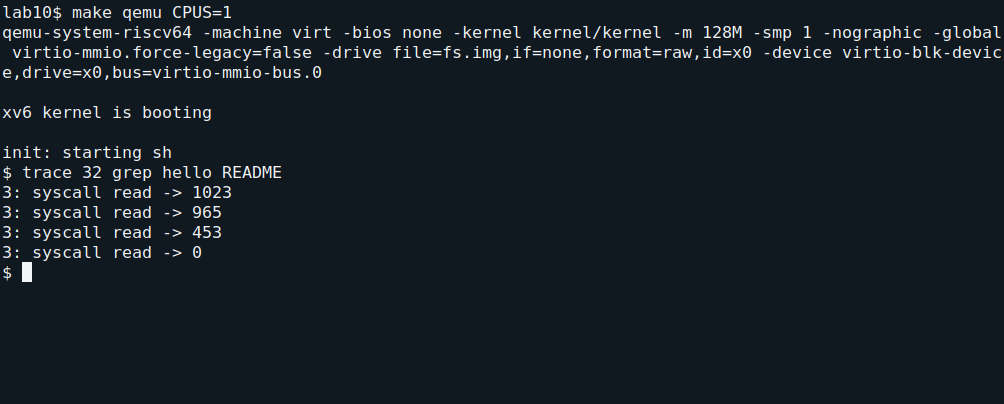 lab10$ make qemu CPUS=1
qemu-system-riscv64 -machine virt -bios none -kernel kernel/kernel -m 128M -smp 1 -nographic -global
 virtio-mmio.force-legacy=false -drive file=fs.img,if=none,format=raw,id=x0 -device virtio-blk-devic
e,drive=x0,bus=virtio-mmio-bus.0

xv6 kernel is booting

init: starting sh
$ trace 32 grep hello README
3: syscall read -> 1023
3: syscall read -> 965
3: syscall read -> 453
3: syscall read -> 0
$